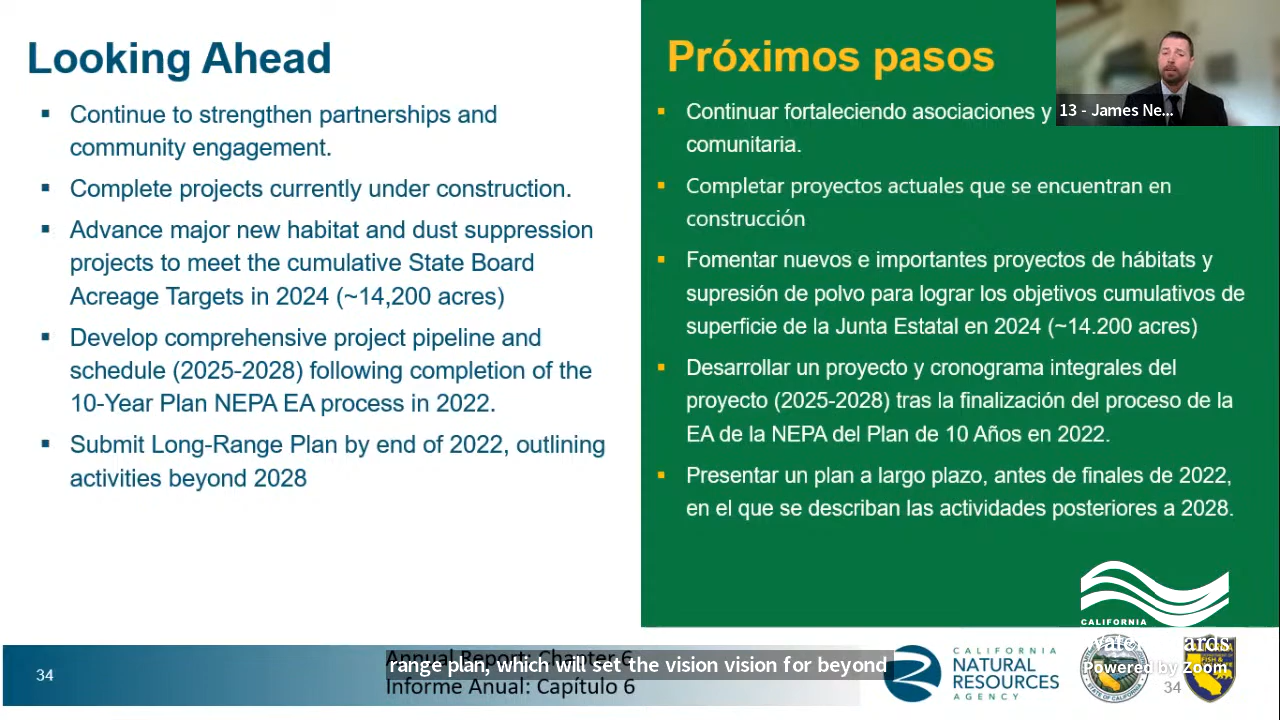 Looking Ahead
▪ Continue to strengthen partnerships and
community engagement.
▪ Complete projects currently under construction.
▪ Advance major new habitat and dust suppression
projects to meet the cumulative State Board
Acreage Targets in 2024 (~14,200 acres)
▪ Develop comprehensive project pipeline and
schedule (2025-2028) following completion of the
10-Year Plan NEPA EA process in 2022.
▪ Submit Long-Range Plan by end of 2022, outlining
activities beyond 2028
Próximos pasos
▪ Continuar fortaleciendo asociaciones y
comunitaria.
▪ Completar proyectos actuales que se encuentran en
construcción
▪ Fomentar nuevos e importantes proyectos de hábitats y
supresión de polvo para lograr los objetivos cumulativos de
superficie de la Junta Estatal en 2024 (~14.200 acres)
▪ Desarrollar un proyecto y cronograma integrales del
proyecto (2025-2028) tras la finalización del proceso de la
EA de la NEPA del Plan de 10 Años en 2022.
▪ Presentar un plan a largo plazo, antes de finales de 2022,
en el que se describan las actividades posteriores a 2028.
13 - James Ne...
CALIFORNIA
Powered by Zoom
34
Annual Report: Chapter 6
range plan, which will set the vision vision for beyond
Informe Anual: Capítulo 6
CALIFORNIA
NATURAL
RESOURCES
AGENCY
34